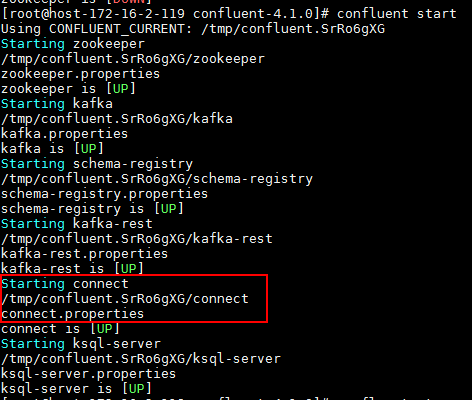 zookeeper is [DOWN]
[root@host-172-16-2-119 confluent-4.1.0]# confluent start
Using CONFLUENT_CURRENT: /tmp/confluent.SrRo6gXG
Starting zookeeper
/tmp/confluent.SrRo6gXG/zookeeper
zookeeper.properties
zookeeper is [UP]
Starting kafka
/tmp/confluent.SrRo6gXG/kafka
kafka.properties
kafka is [UP]
Starting schema-registry
/tmp/confluent.SrRo6gXG/schema-registry
schema-registry.properties
schema-registry is [UP]
Starting kafka-rest
/tmp/confluent.SrRo6gXG/kafka-rest
kafka-rest.properties
kafka-rest is [UP]
Starting connect
/tmp/confluent.SrRo6gXG/connect
connect.properties
connect is [UP]
Starting ksql-server
/tmp/confluent.SrRo6gXG/ksql-server
ksql-server.properties
ksql-server is [UP]